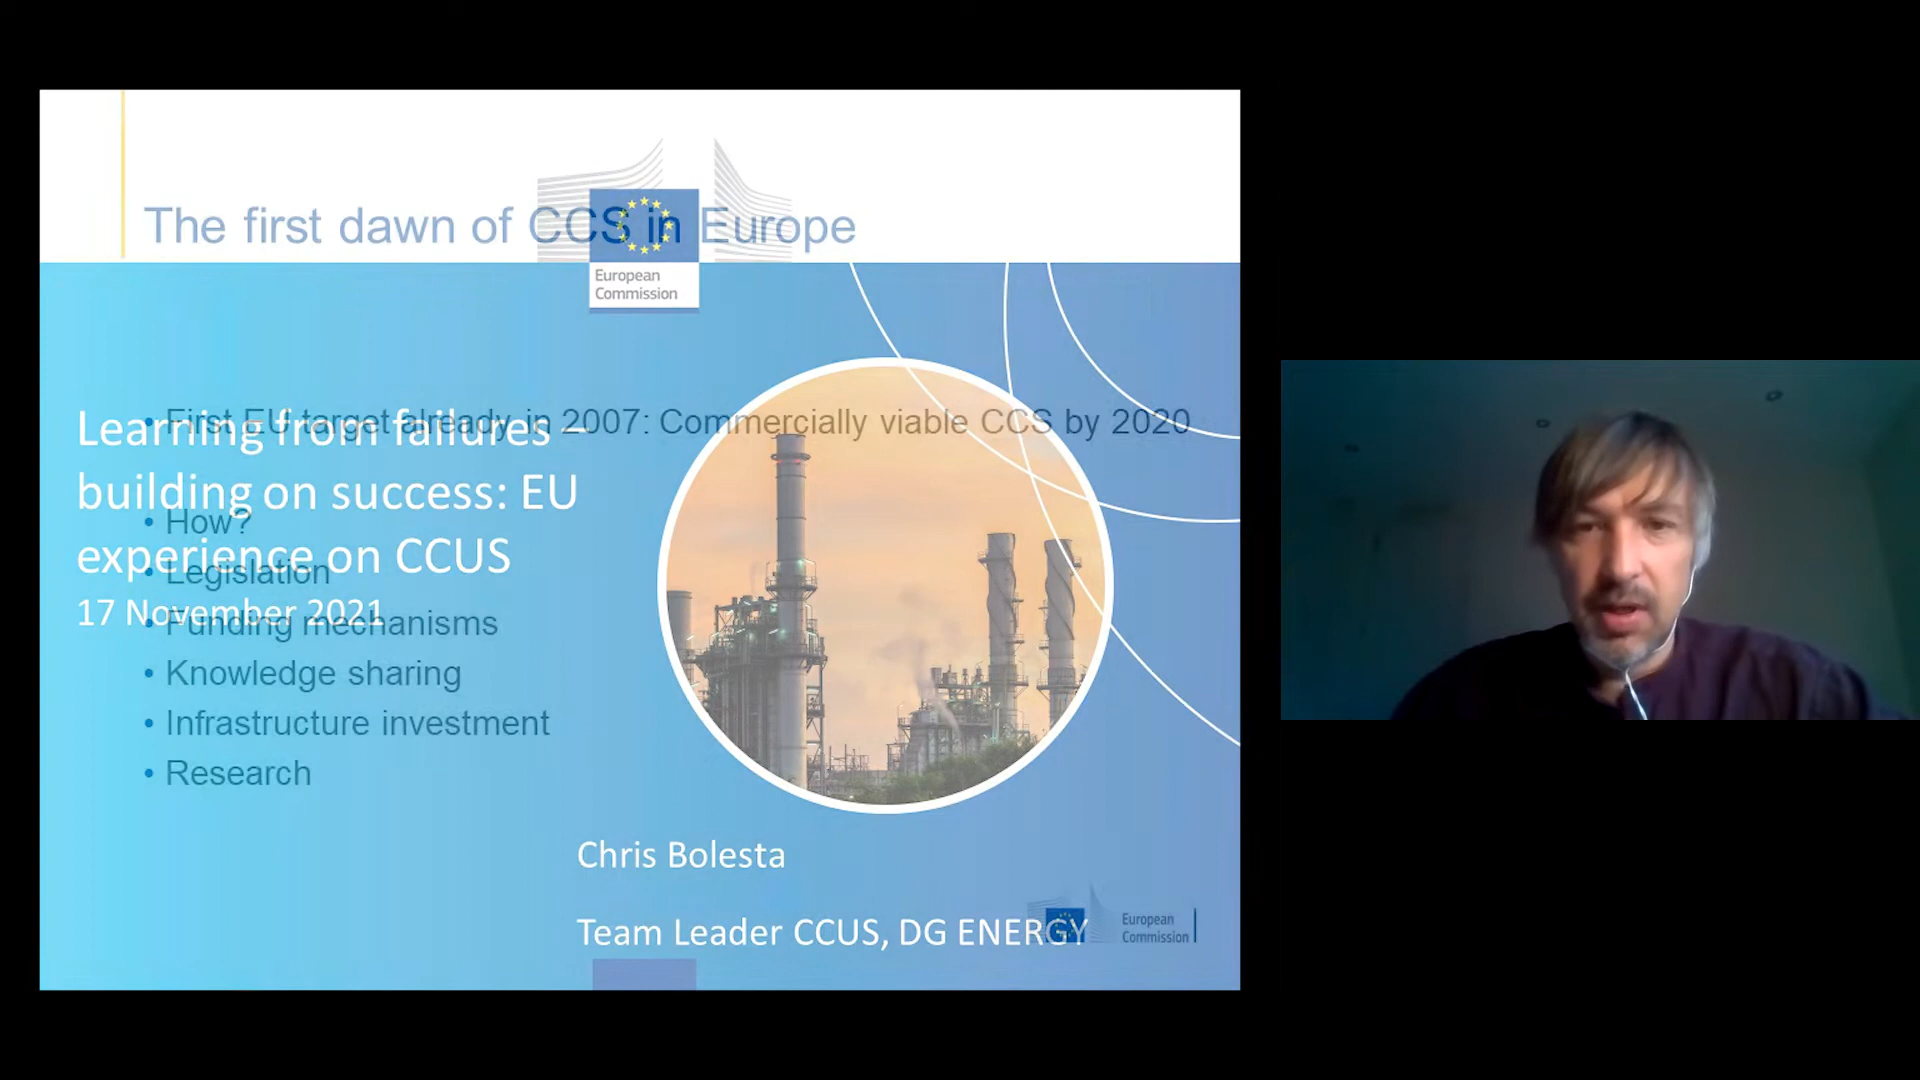 The first dawn of CCS in Europe
European
Commission
Learning from failures –
building on success: EU
experience on CCUS
17 November 2021
• First EU target already in 2007: Commercially viable CCS by 2020
• How?
• Legislation
• Funding mechanisms
• Knowledge sharing
• Infrastructure investment
• Research
Chris Bolesta
Team Leader CCUS, DG ENERGY
European
Commission